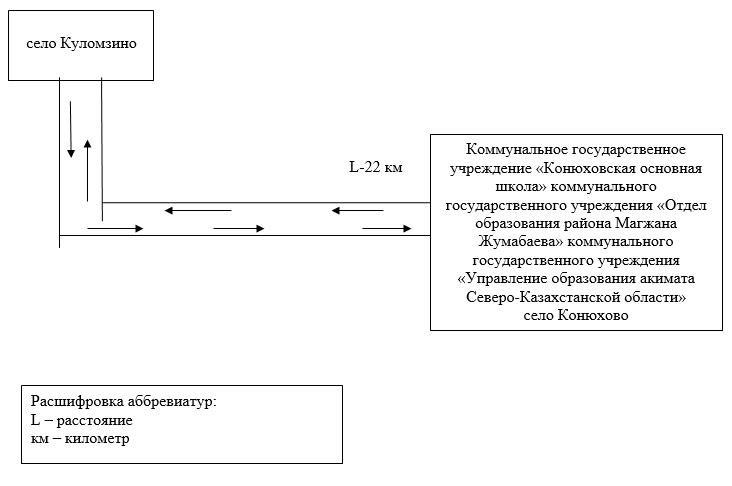 село Куломзино
L-22 км
Коммунальное государственное
учреждение «Конюховская основная
школа» коммунального
государственного учреждения «Отдел
образования района Магжана
Жумабаева» коммунального
государственного учреждения
«Управление образования акимата
Северо-Казахстанской области»
село Конюхово
Расшифровка аббревиатур:
L – расстояние
км – километр